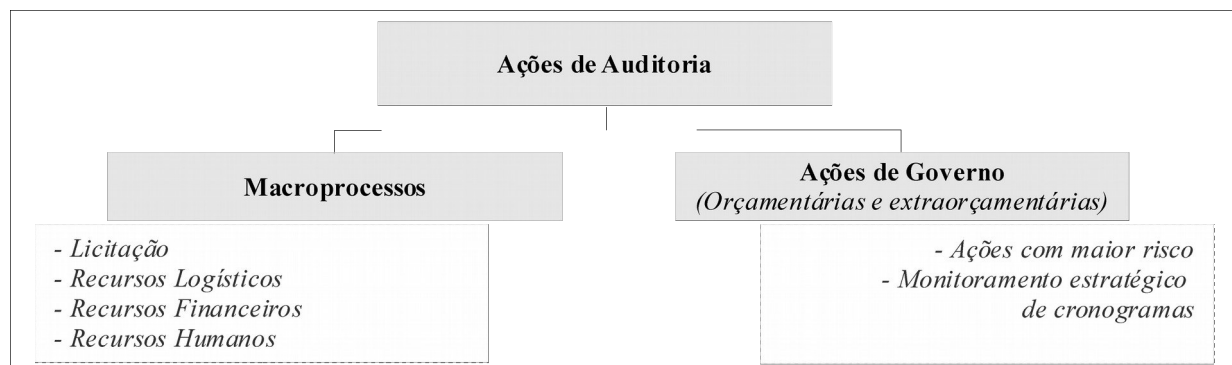 Ações de Auditoria
Macroprocessos
- Licitação
- Recursos Logísticos
- Recursos Financeiros
- Recursos Humanos
Ações de Governo
(Orçamentárias e extraorçamentárias)
- Ações com maior risco
- Monitoramento estratégico
de cronogramas